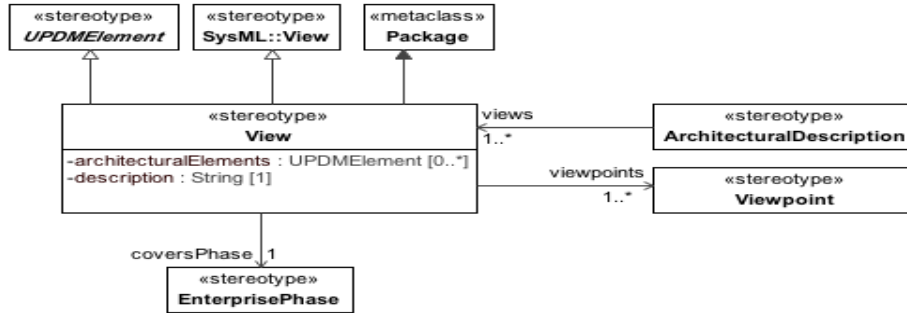 «stereotype»
UPDMElement
«stereotype»
SysML::View
«metaclass»
Package
«stereotype»
View
-architecturalElements : UPDMElement [0..*]
-description : String [1]
views
1..*
«stereotype»
ArchitecturalDescription
viewpoints
1..*
«stereotype»
Viewpoint
coversPhase
1
«stereotype»
EnterprisePhase